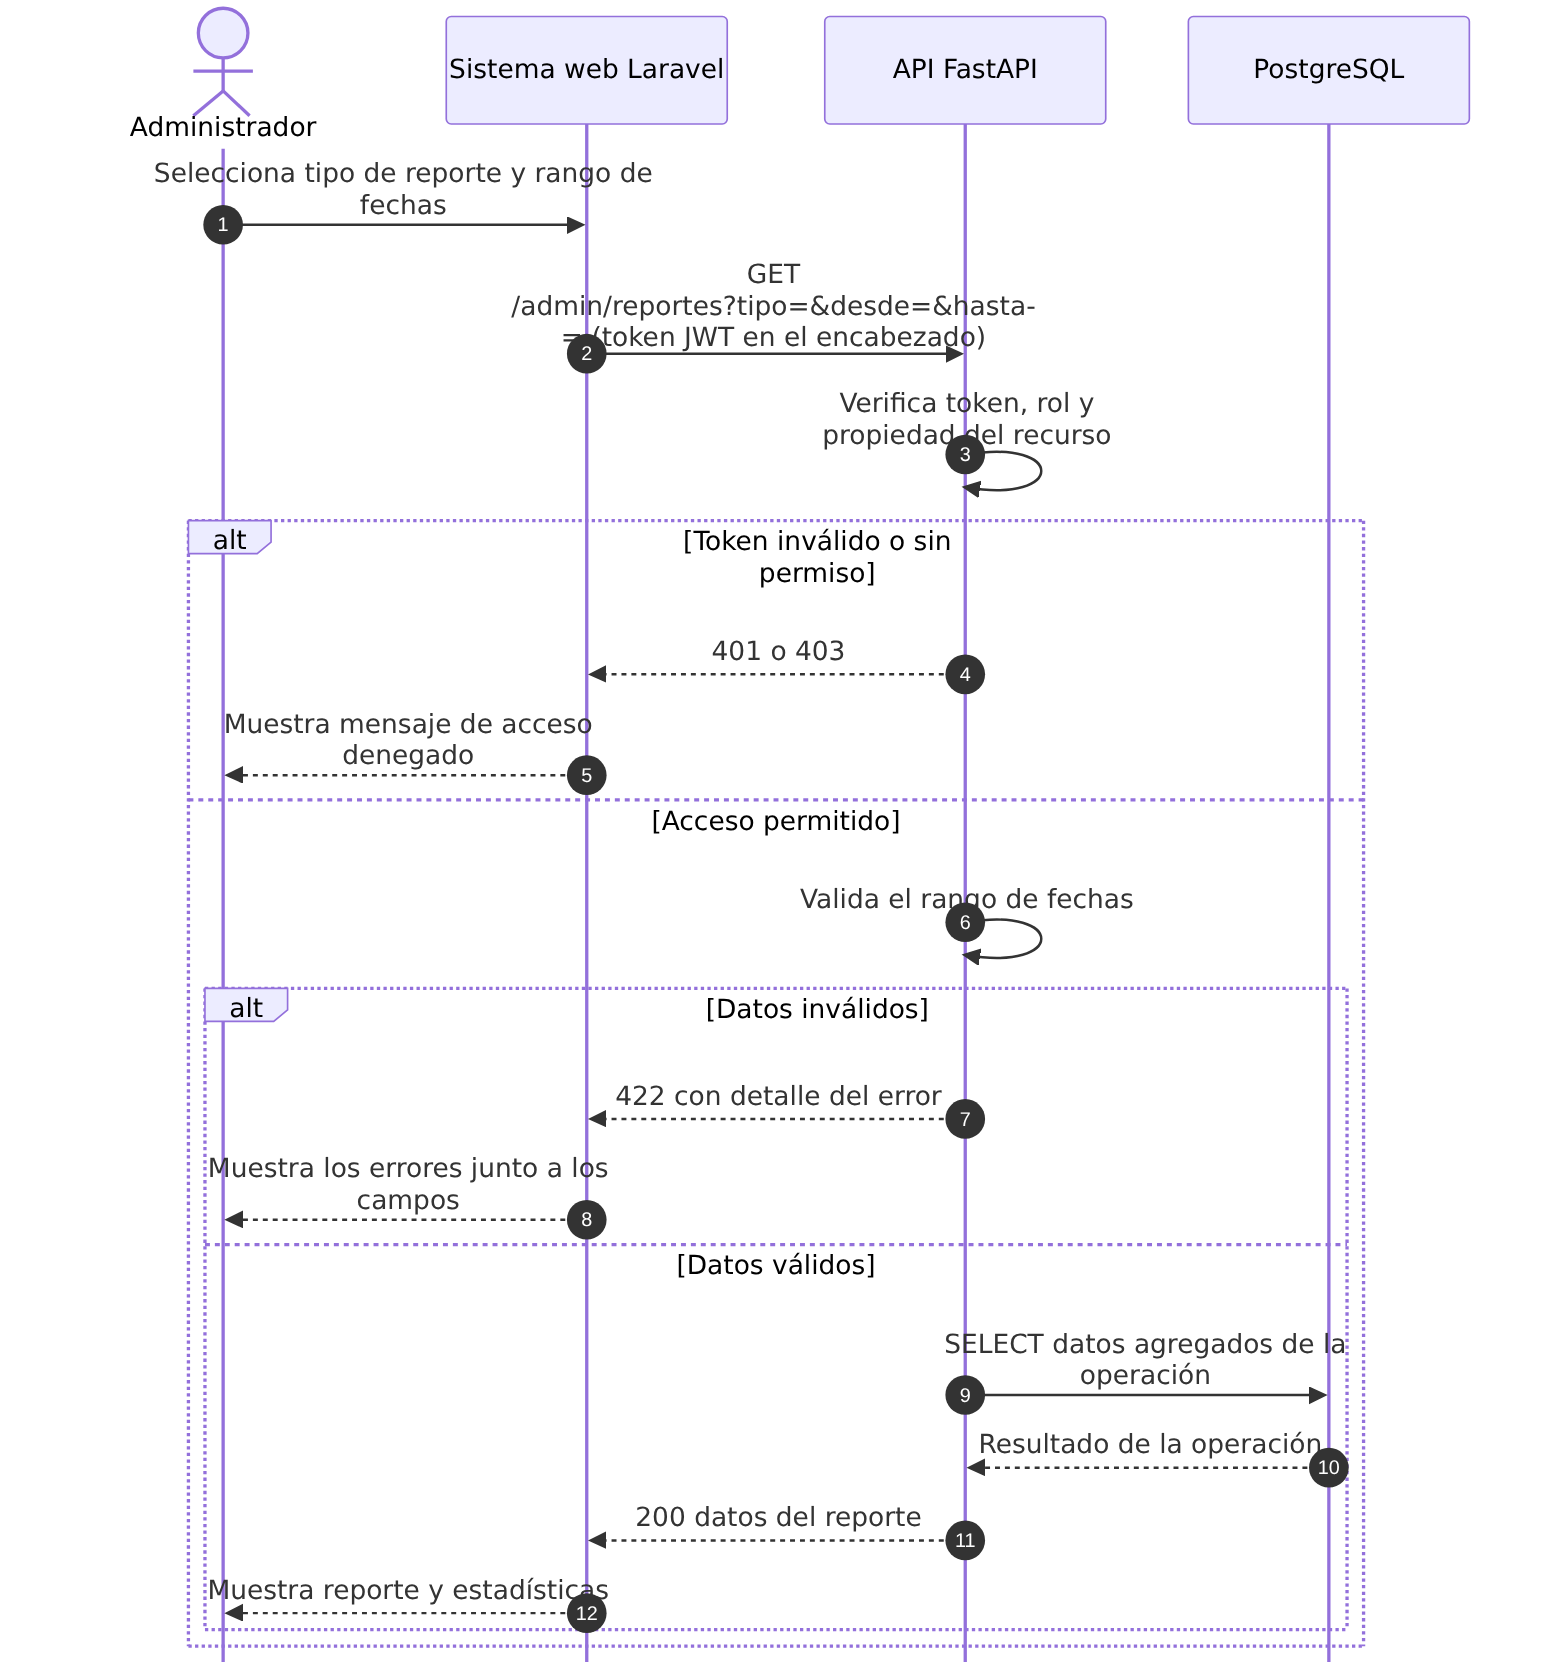 Administrador
Sistema web Laravel
API FastAPI
PostgreSQL
Selecciona tipo de reporte y rango de
fechas
1
GET
/admin/reportes?tipo=&desde=&hasta-
= (token JWT en el encabezado)
2
Verifica token, rol y
propiedad del recurso
3
alt
[Token inválido o sin
permiso]
401 o 403
4
Muestra mensaje de acceso
denegado
5
[Acceso permitido]
Valida el rango de fechas
6
alt
[Datos inválidos]
422 con detalle del error
7
Muestra los errores junto a los
campos
8
[Datos válidos]
SELECT datos agregados de la
operación
9
Resultado de la operación
10
200 datos del reporte
11
Muestra reporte y estadísticas
12